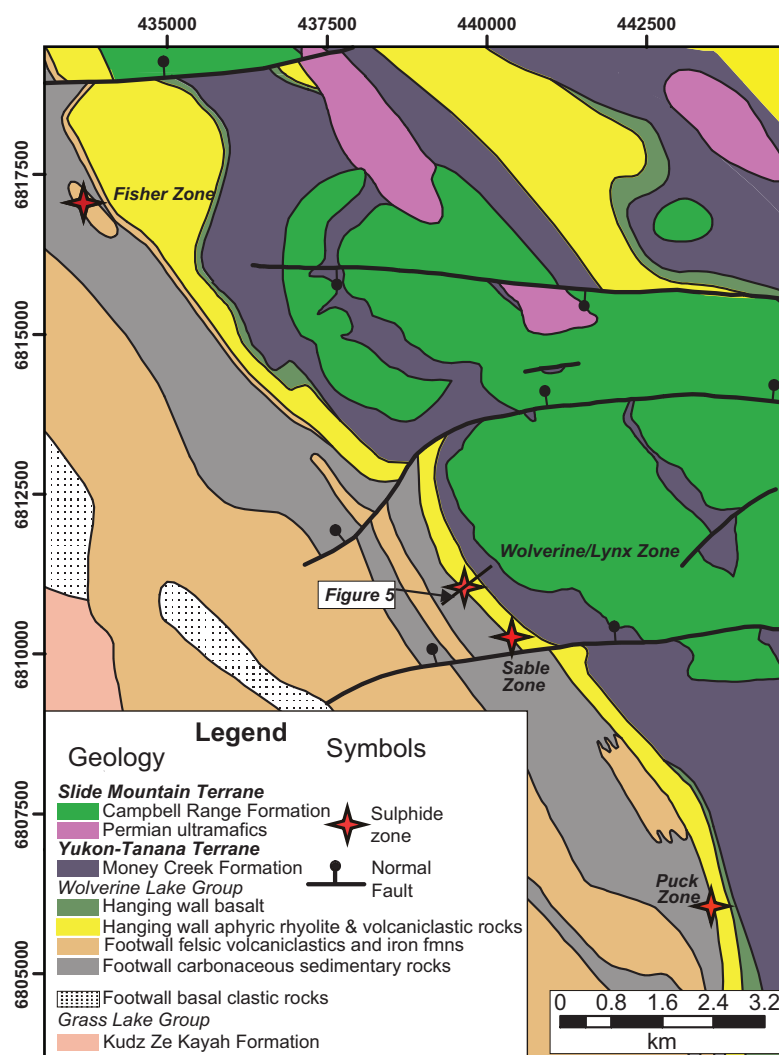 435000 437500 440000 442500
6817500
Fisher Zone
6815000
6812500
Wolverine/Lynx Zone
Figure 5
6810000
Sable
Zone
Legend
Geology Symbols
6807500
Slide Mountain Terrane
Campbell Range Formation
Permian ultramafics
Sulphide
zone
Yukon-Tanana Terrane
Money Creek Formation
Normal
Fault
Wolverine Lake Group
Hanging wall basalt
Hanging wall aphyric rhyolite & volcaniclastic rocks
Footwall felsic volcaniclastics and iron fmns
Footwall carbonaceous sedimentary rocks
Footwall basal clastic rocks
Grass Lake Group
Kudz Ze Kayah Formation
Puck
Zone
6805000
0 0.8 1.6 2.4 3.2
km